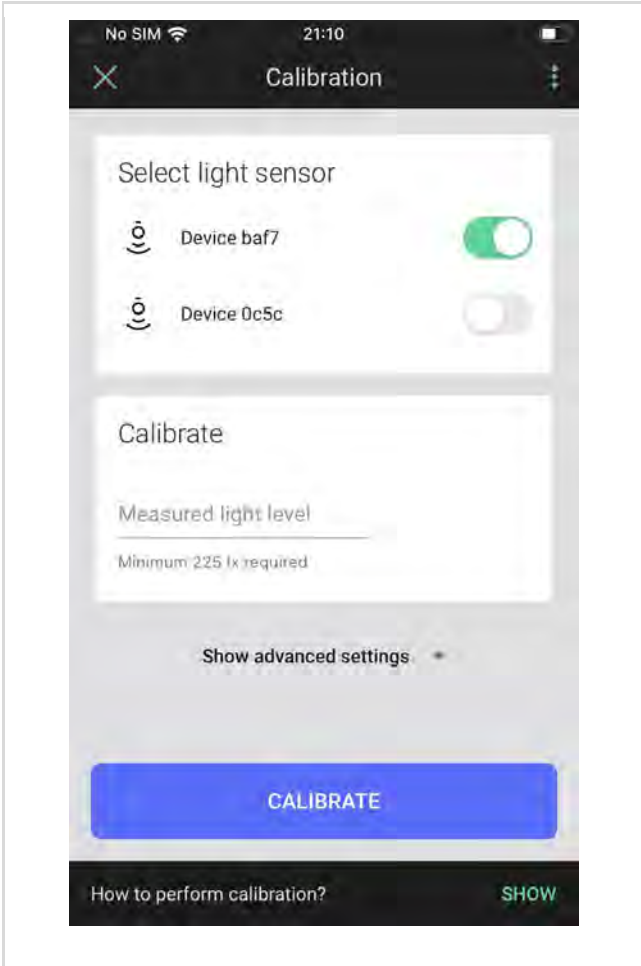 No SIM 21:10
Calibration
Select light sensor
Device baf7
Device 0c5c
Calibrate
Measured light level
Minimum 225 lx required
Show advanced settings
CALIBRATE
How to perform calibration? SHOW